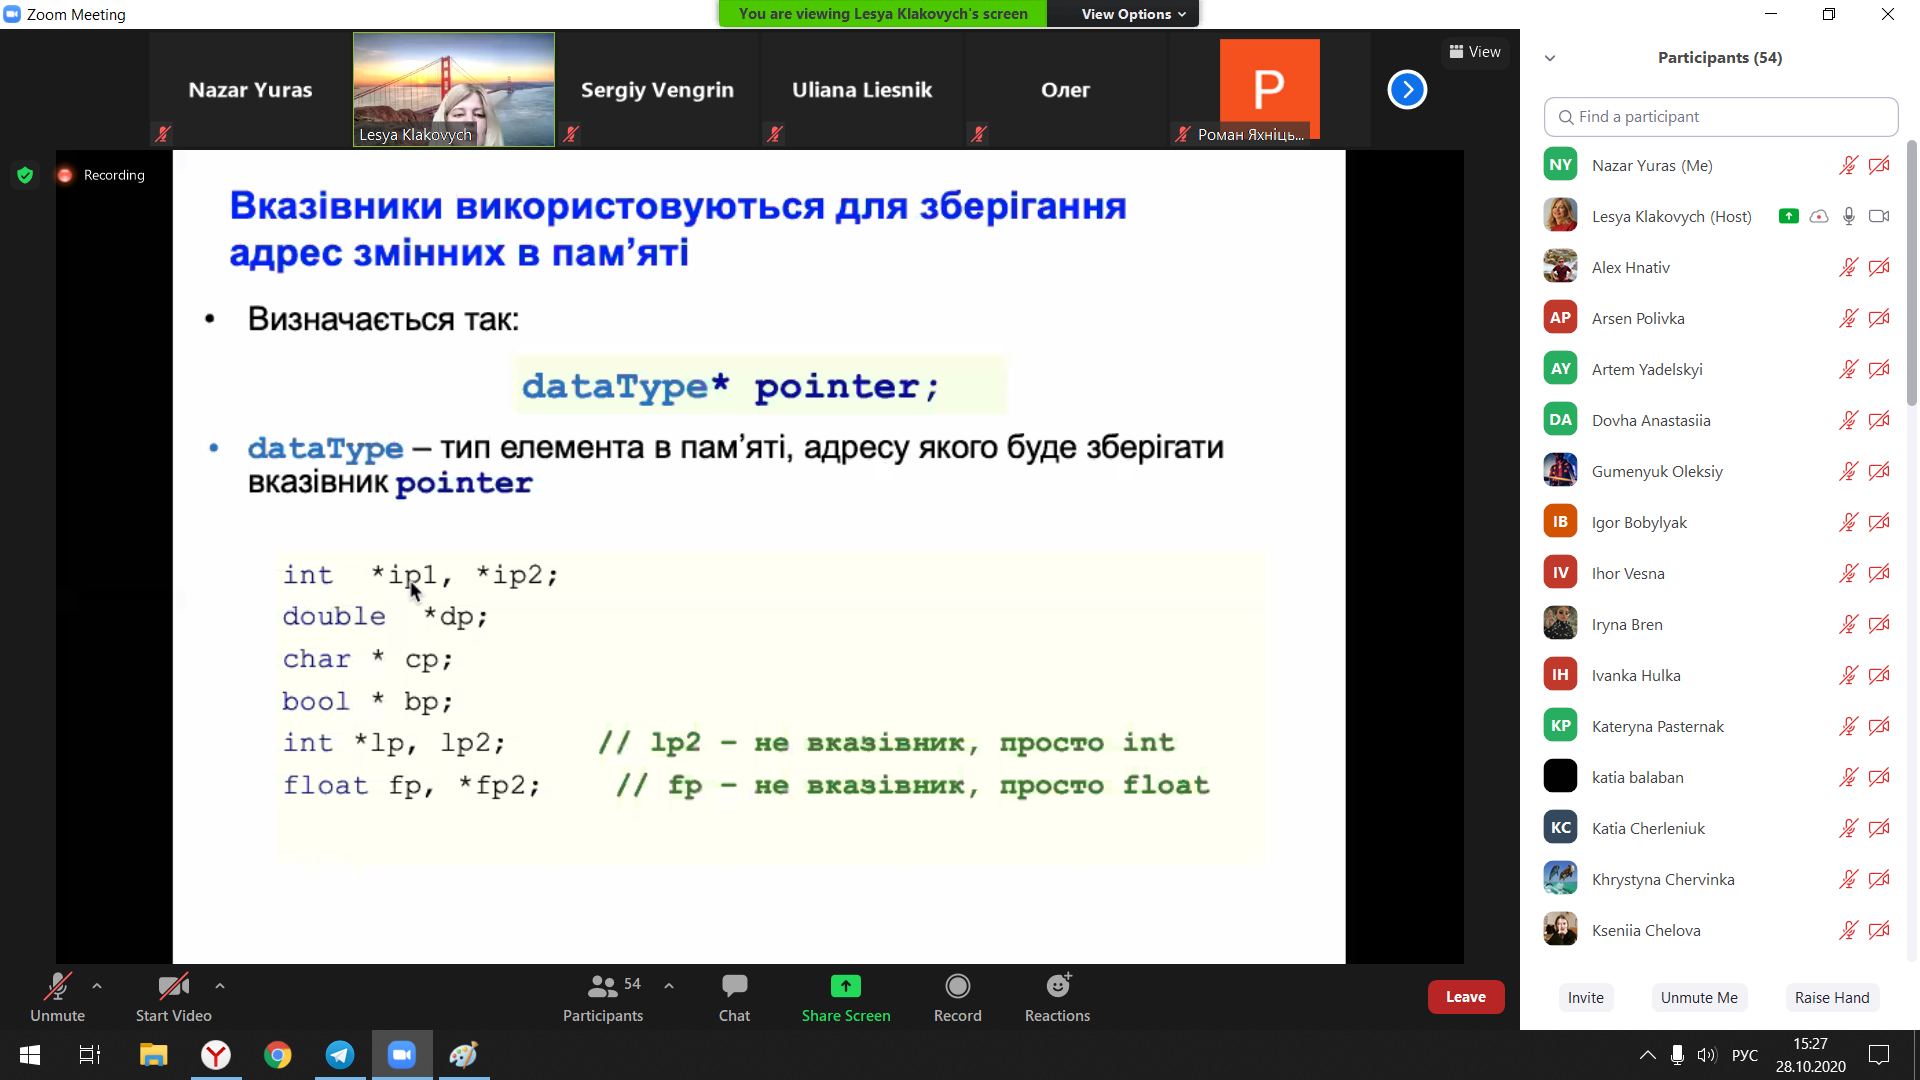 Zoom Meeting
You are viewing Lesya Klakovych's screen
View Options
Nazar Yuras
Lesya Klakovych
Sergiy Vengrin
Uliana Liesnik
Олег
P
Роман Яхніць...
View
Recording
Вказівники використовуються для зберігання
адрес змінних в пам’яті
• Визначається так:
dataType* pointer;
• dataType – тип елемента в пам’яті, адресу якого буде зберігати
вказівник pointer
int  *ip1, *ip2;
double  *dp;
char * cp;
bool * bp;
int *lp, lp2;     // lp2 – не вказівник, просто int
float fp, *fp2;    // fp – не вказівник, просто float
Unmute
Start Video
54
Participants
Chat
Share Screen
Record
Reactions
Leave
Participants (54)
Find a participant
NY Nazar Yuras (Me)
Lesya Klakovych (Host)
Alex Hnativ
AP Arsen Polivka
AY Artem Yadelskyi
DA Dovha Anastasiia
Gumenyuk Oleksiy
IB Igor Bobylyak
IV Ihor Vesna
Iryna Bren
IH Ivanka Hulka
KP Kateryna Pasternak
katia balaban
KC Katia Cherleniuk
Khrystyna Chervinka
Kseniia Chelova
Invite
Unmute Me
Raise Hand
РУС
15:27
28.10.2020